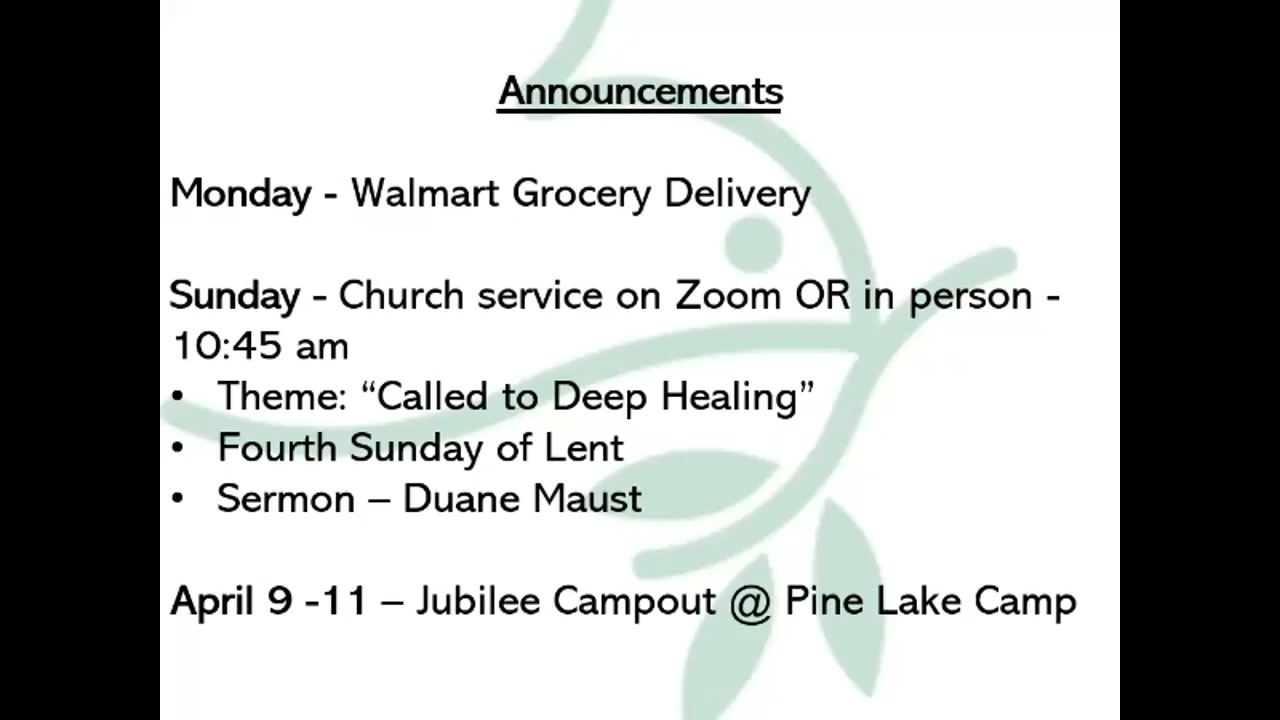 Announcements
Monday - Walmart Grocery Delivery
Sunday - Church service on Zoom OR in person -
10:45 am
• Theme: “Called to Deep Healing”
• Fourth Sunday of Lent
• Sermon – Duane Maust
April 9 -11 – Jubilee Campout @ Pine Lake Camp